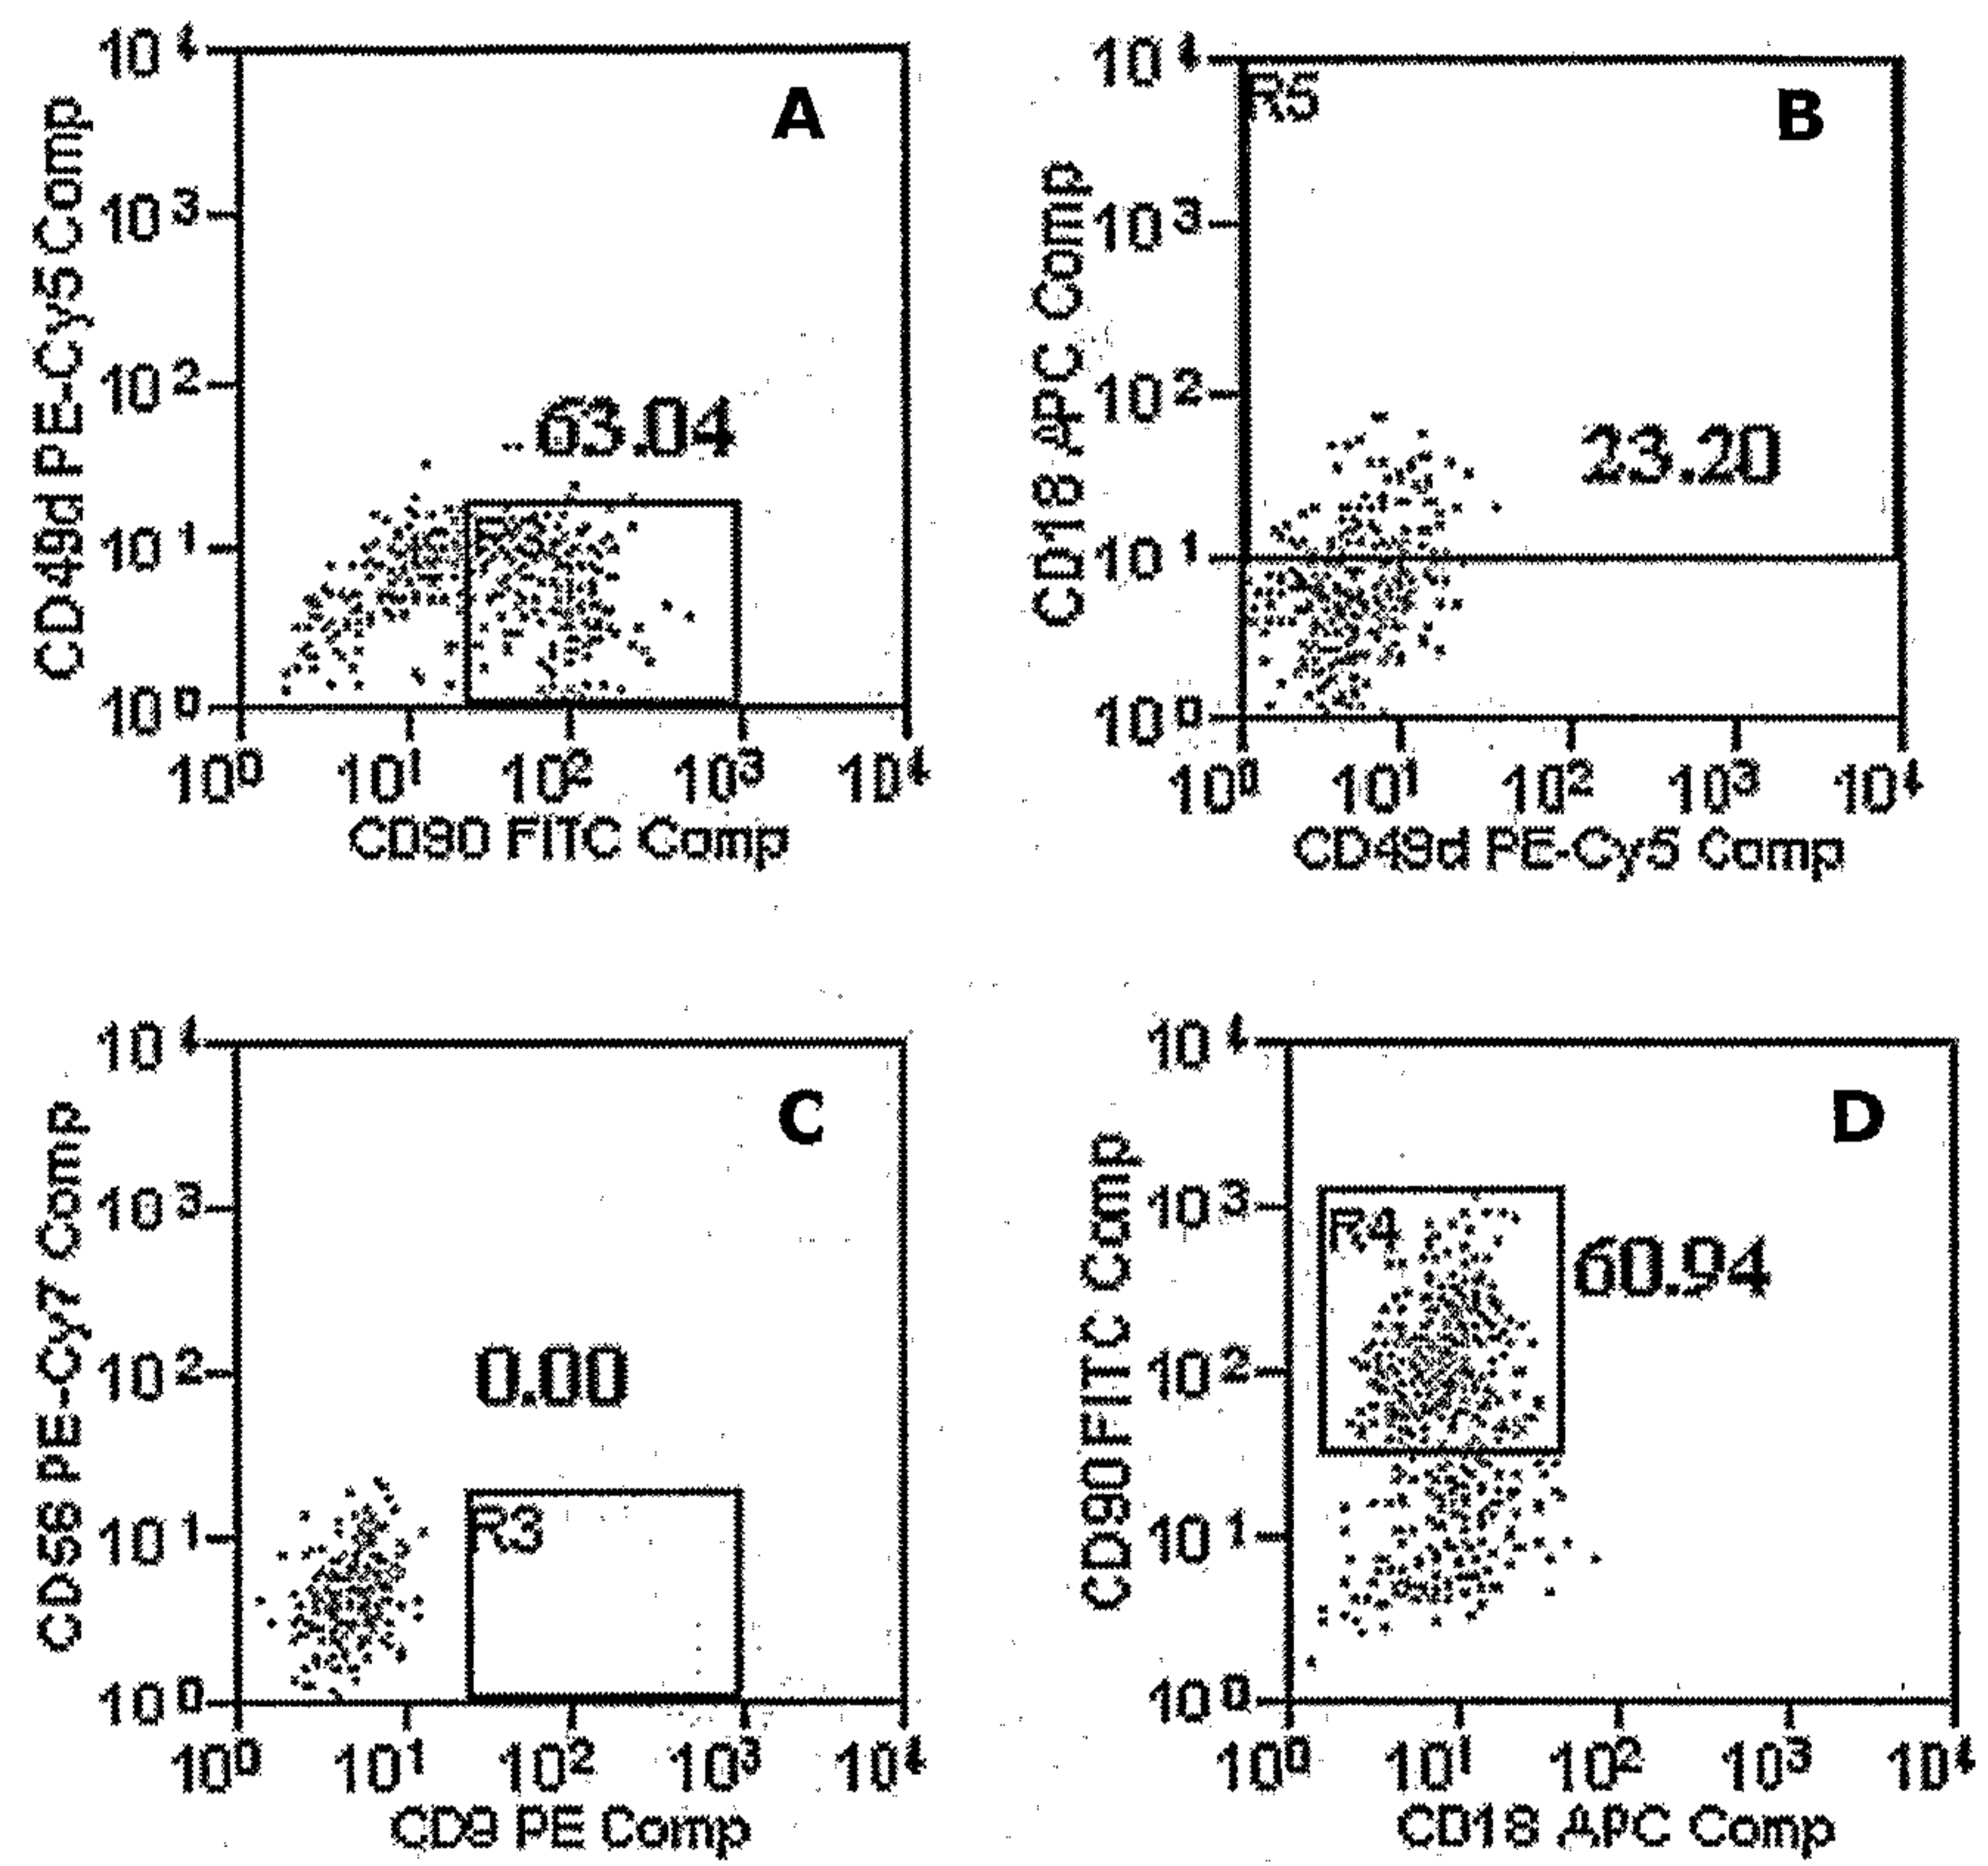 A
CD49d PE-Cy5 Comp
10⁴
10³
10²
10¹
10⁰
63.04
10⁰ 10¹ 10² 10³ 10⁴
CD90 FITC Comp
B
R5
CD18 APC Comp
10⁴
10³
10²
10¹
10⁰
23.20
10⁰ 10¹ 10² 10³ 10⁴
CD49d PE-Cy5 Comp
C
CD56 PE-Cy7 Comp
10⁴
10³
10²
10¹
10⁰
0.00
R3
10⁰ 10¹ 10² 10³ 10⁴
CD9 PE Comp
D
CD90 FITC Comp
10⁴
10³
10²
10¹
10⁰
R4
60.94
10⁰ 10¹ 10² 10³ 10⁴
CD18 APC Comp